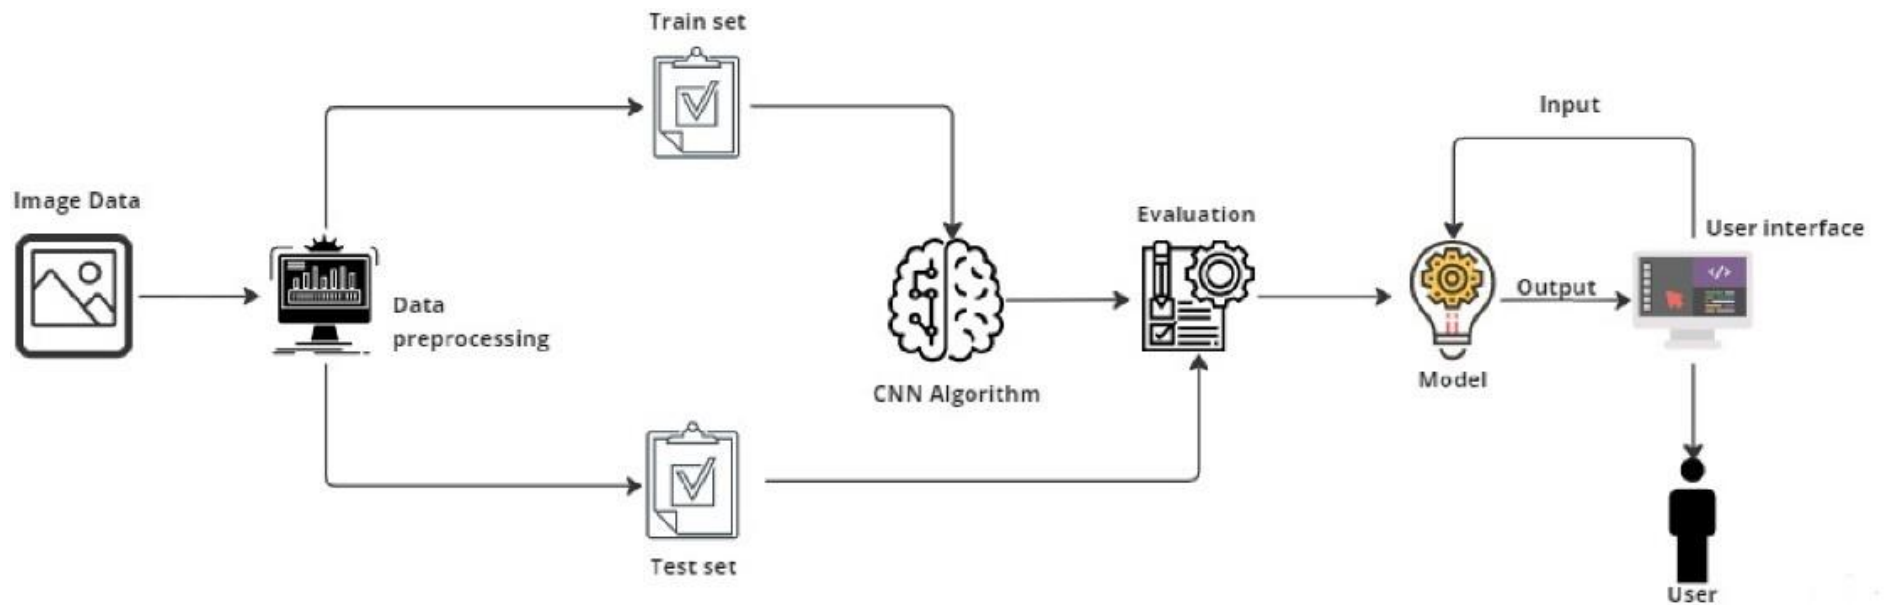 Train set
Input
Image Data
Evaluation
User interface
Data
preprocessing
Output
Model
CNN Algorithm
Test set
User